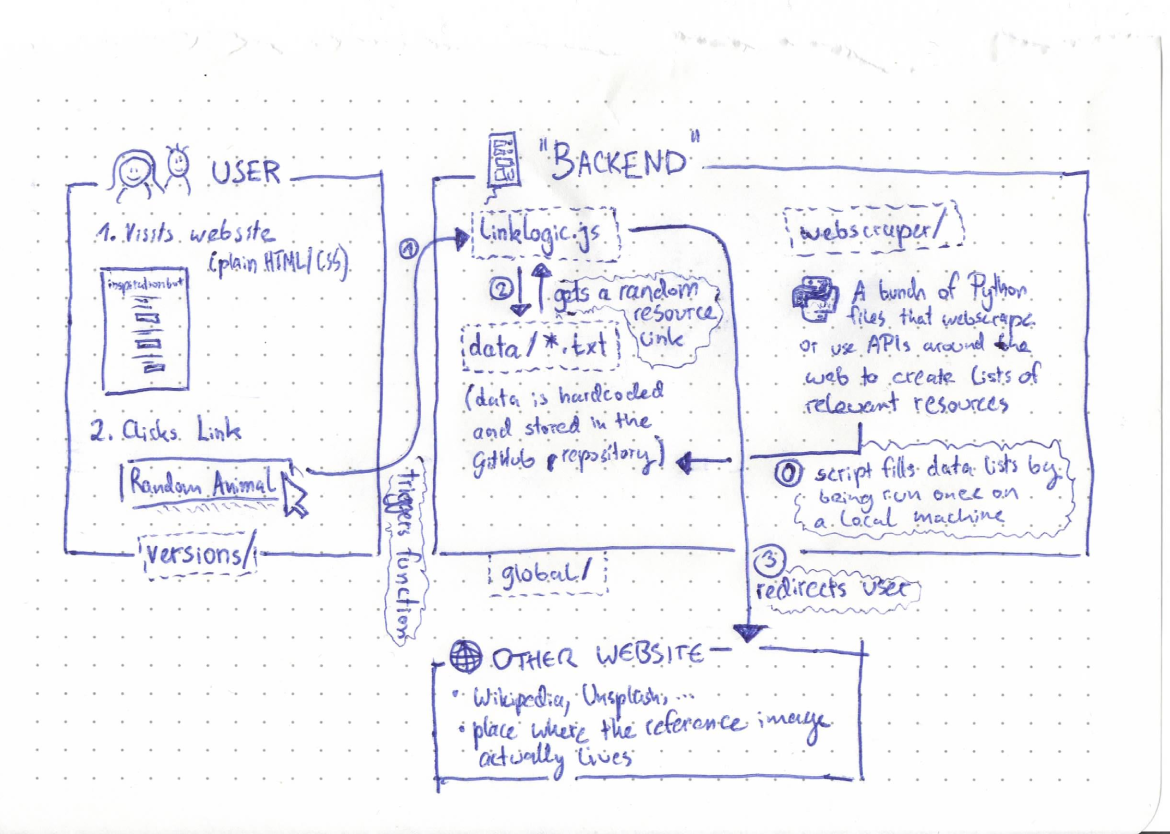 USER
1. Visits website
(plain HTML/CSS)
inspirationbot
2. Clicks Link
Random Animal
versions/
①
triggers function
"BACKEND"
linklogic.js
②
gets a random
resource
link
data/*.txt
(data is hardcoded
and stored in the
GitHub repository)
webscraper/
A bunch of Python
files that webscrape
or use APIs around the
web to create lists of
relevant resources
⓪ script fills data lists by
being run once on
a local machine
global/
③
redirects user
OTHER WEBSITE
• Wikipedia, Unsplash, ...
• place where the reference image
actually lives